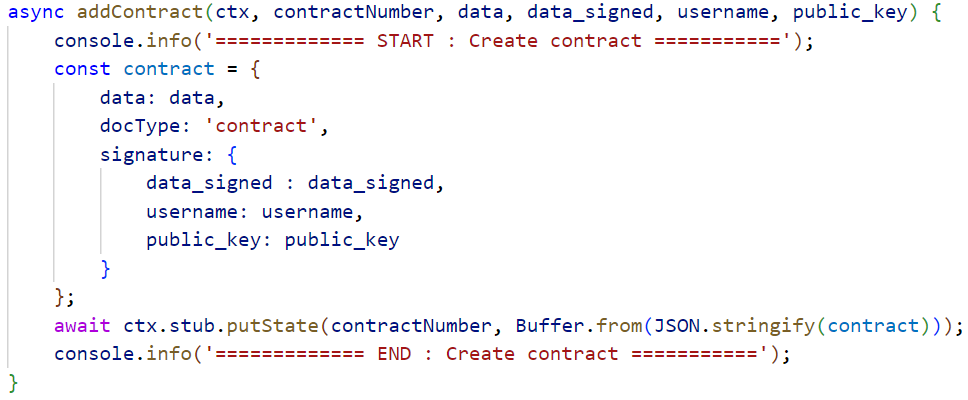 async addContract(ctx, contractNumber, data, data_signed, username, public_key) {
    console.info('============= START : Create contract ===========');
    const contract = {
        data: data,
        docType: 'contract',
        signature: {
            data_signed : data_signed,
            username: username,
            public_key: public_key
        }
    };
    await ctx.stub.putState(contractNumber, Buffer.from(JSON.stringify(contract)));
    console.info('============= END : Create contract ===========');
}